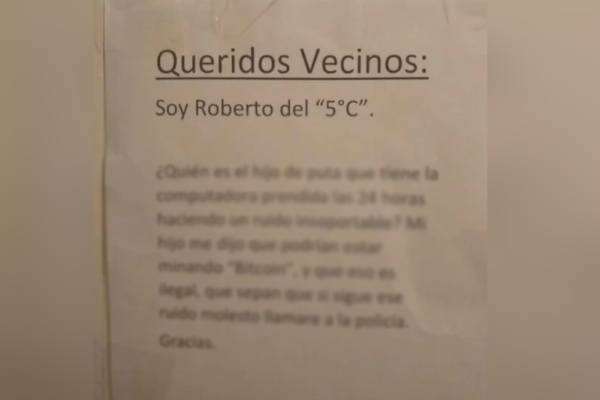 Queridos Vecinos:
Soy Roberto del “5°C”.
¿Quién es el hijo de puta que tiene la
computadora prendida las 24 horas
haciendo un ruido insoportable? Mi
hijo me dijo que podrían estar
minando “Bitcoin”, y que eso es
ilegal, que sepan que si sigue ese
ruido molesto llamare a la policía.
Gracias.